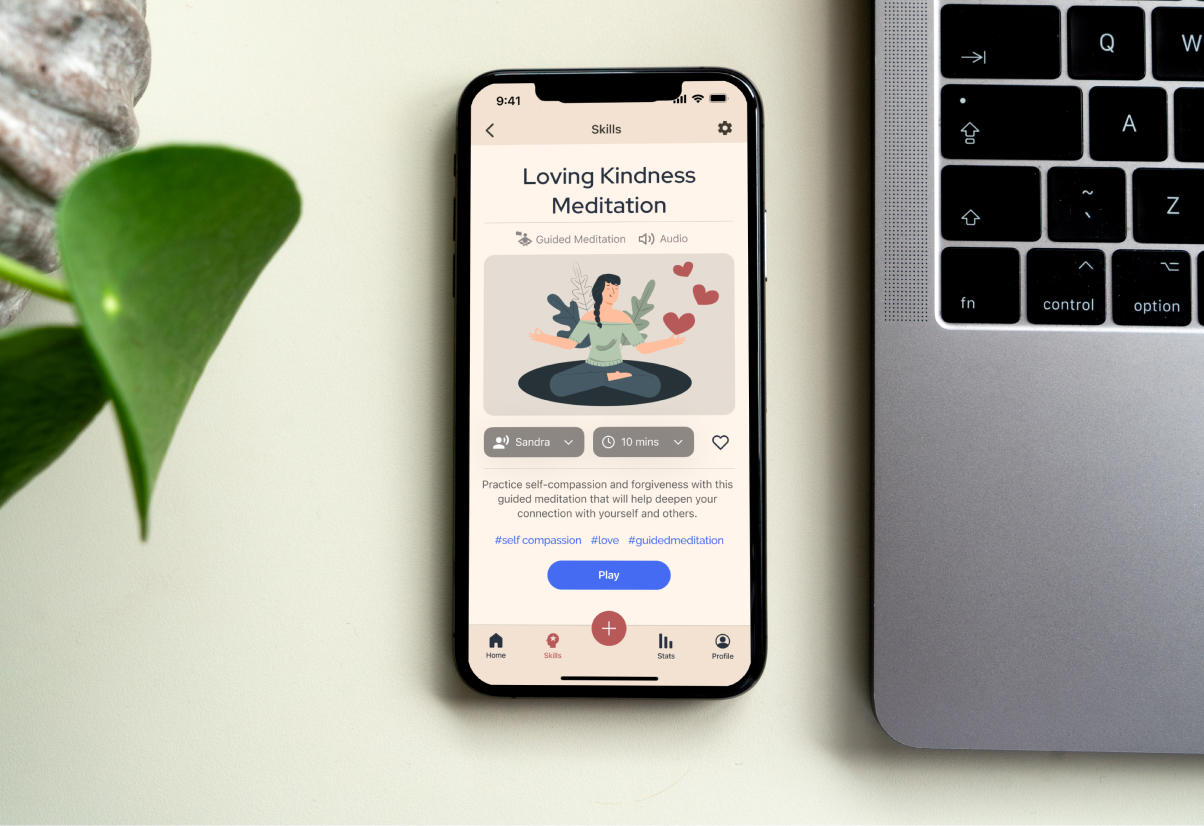 9:41
Skills
Loving Kindness
Meditation
Guided Meditation Audio
Sandra 10 mins
Practice self-compassion and forgiveness with this
guided meditation that will help deepen your
connection with yourself and others.
#self compassion #love #guidedmeditation
Play
Home Skills Stats Profile
Q W
A
~
` Z
fn control option